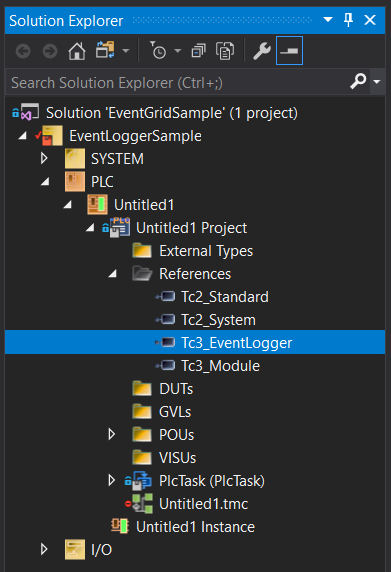 Solution Explorer
Search Solution Explorer (Ctrl+;)
Solution 'EventGridSample' (1 project)
EventLoggerSample
SYSTEM
PLC
Untitled1
Untitled1 Project
External Types
References
Tc2_Standard
Tc2_System
Tc3_EventLogger
Tc3_Module
DUTs
GVLs
POUs
VISUs
PlcTask (PlcTask)
Untitled1.tmc
Untitled1 Instance
I/O